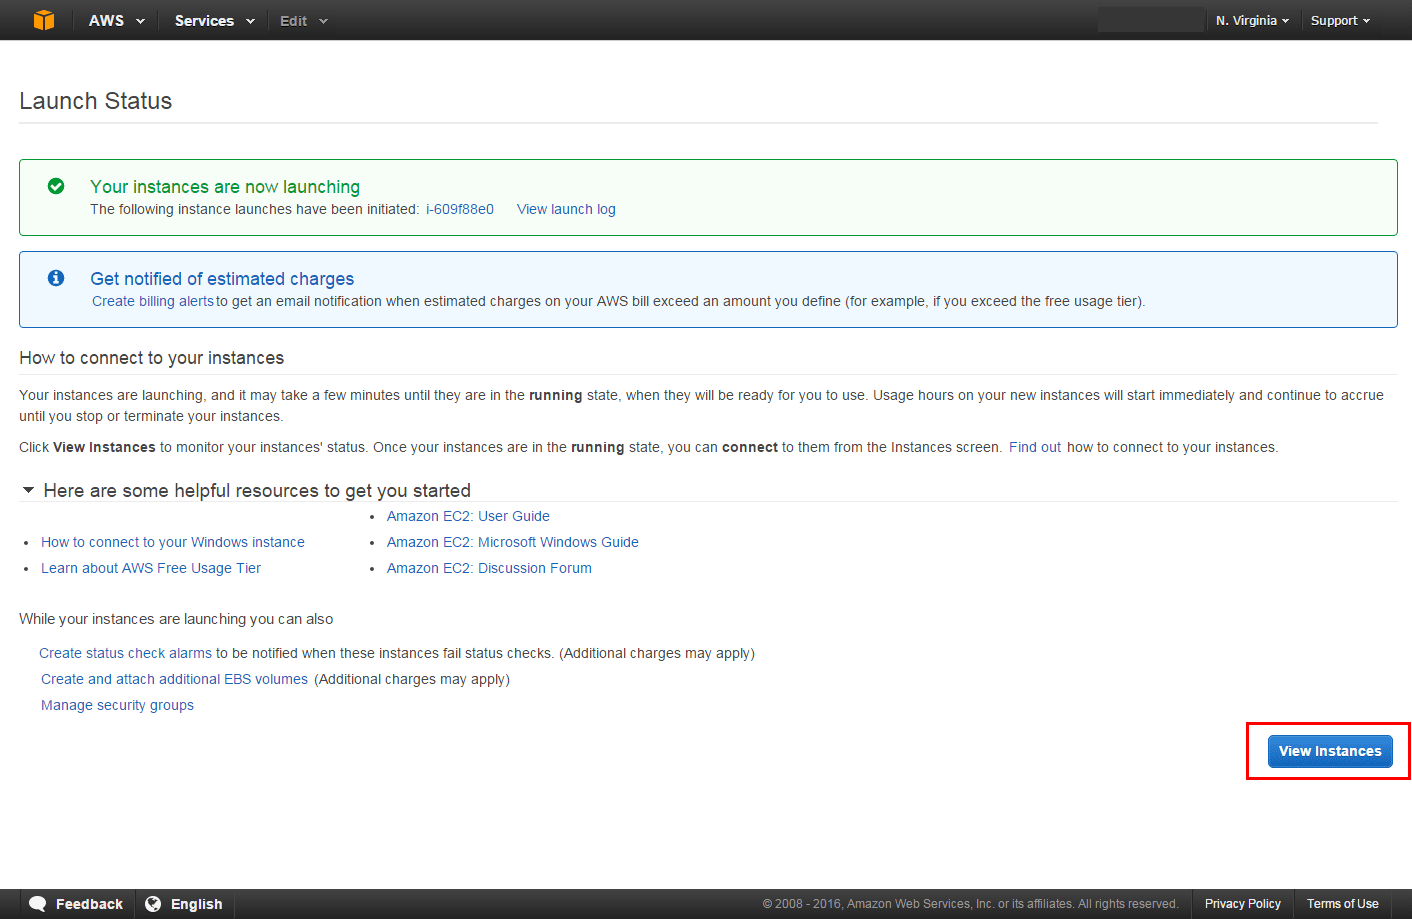 AWS Services Edit N. Virginia Support
Launch Status
Your instances are now launching
The following instance launches have been initiated: i-609f88e0 View launch log
Get notified of estimated charges
Create billing alerts to get an email notification when estimated charges on your AWS bill exceed an amount you define (for example, if you exceed the free usage tier).
How to connect to your instances
Your instances are launching, and it may take a few minutes until they are in the running state, when they will be ready for you to use. Usage hours on your new instances will start immediately and continue to accrue
until you stop or terminate your instances.
Click View Instances to monitor your instances' status. Once your instances are in the running state, you can connect to them from the Instances screen. Find out how to connect to your instances.
Here are some helpful resources to get you started
• Amazon EC2: User Guide
• How to connect to your Windows instance • Amazon EC2: Microsoft Windows Guide
• Learn about AWS Free Usage Tier • Amazon EC2: Discussion Forum
While your instances are launching you can also
Create status check alarms to be notified when these instances fail status checks. (Additional charges may apply)
Create and attach additional EBS volumes (Additional charges may apply)
Manage security groups
View Instances
Feedback English © 2008 - 2016, Amazon Web Services, Inc. or its affiliates. All rights reserved. Privacy Policy Terms of Use